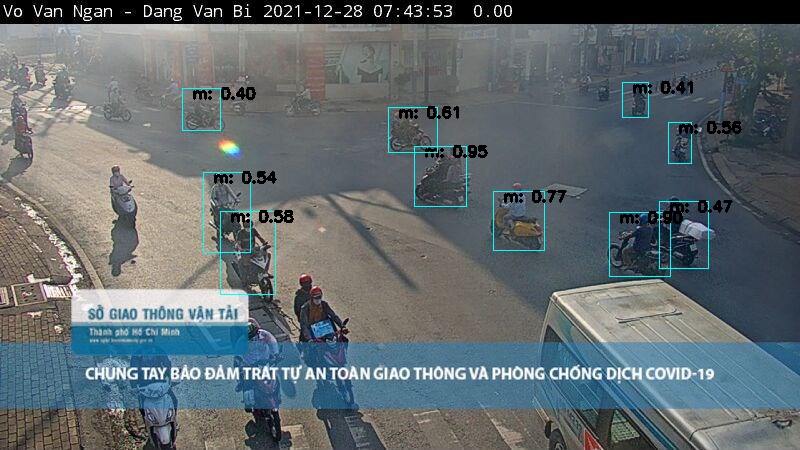 Vo Van Ngan - Dang Van Bi 2021-12-28 07:43:53  0.00
m: 0.40
m: 0.61
m: 0.41
m: 0.56
m: 0.95
m: 0.54
m: 0.77
m: 0.58
m: 0.90
m: 0.47
SỞ GIAO THÔNG VẬN TẢI
Thành phố Hồ Chí Minh
CHUNG TAY BẢO ĐẢM TRẬT TỰ AN TOÀN GIAO THÔNG VÀ PHÒNG CHỐNG DỊCH COVID-19